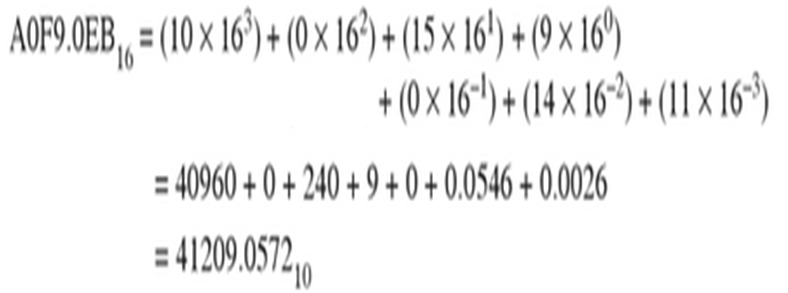 A0F9.0EB₁₆ = (10 × 16³) + (0 × 16²) + (15 × 16¹) + (9 × 16⁰)
+ (0 × 16⁻¹) + (14 × 16⁻²) + (11 × 16⁻³)
= 40960 + 0 + 240 + 9 + 0 + 0.0546 + 0.0026
= 41209.0572₁₀